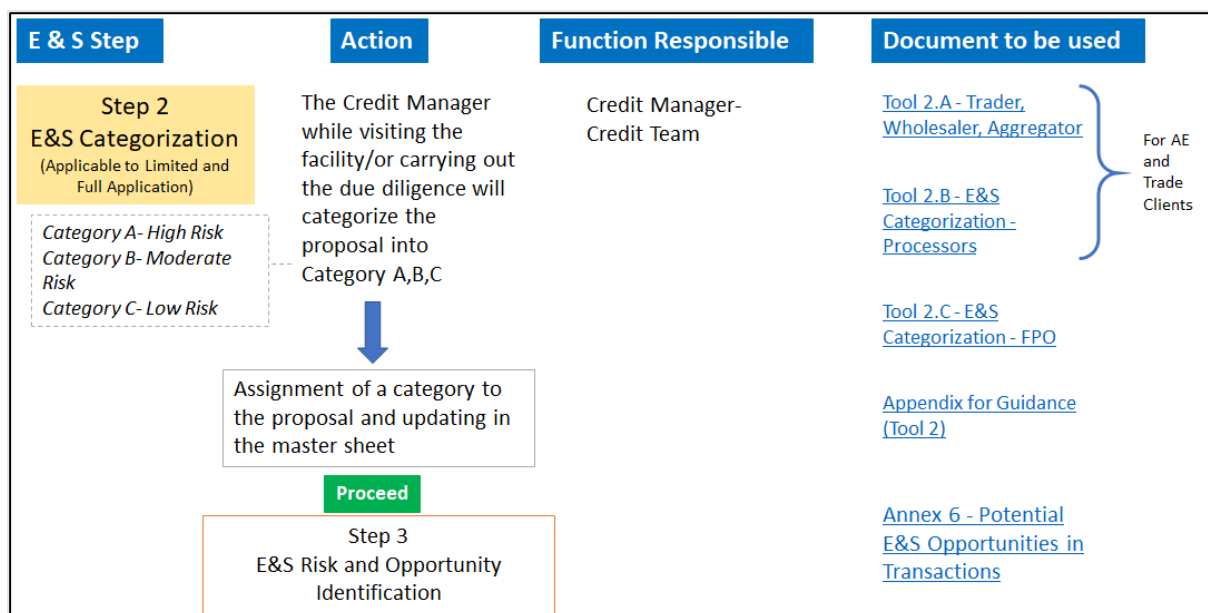 E & S Step
Action
Function Responsible
Document to be used
Step 2
E&S Categorization
(Applicable to Limited and
Full Application)
Category A- High Risk
Category B- Moderate
Risk
Category C- Low Risk
The Credit Manager
while visiting the
facility/or carrying out
the due diligence will
categorize the
proposal into
Category A,B,C
Assignment of a category to
the proposal and updating in
the master sheet
Proceed
Step 3
E&S Risk and Opportunity
Identification
Credit Manager-
Credit Team
Tool 2.A - Trader,
Wholesaler, Aggregator
Tool 2.B - E&S
Categorization -
Processors
For AE
and
Trade
Clients
Tool 2.C - E&S
Categorization - FPO
Appendix for Guidance
(Tool 2)
Annex 6 - Potential
E&S Opportunities in
Transactions